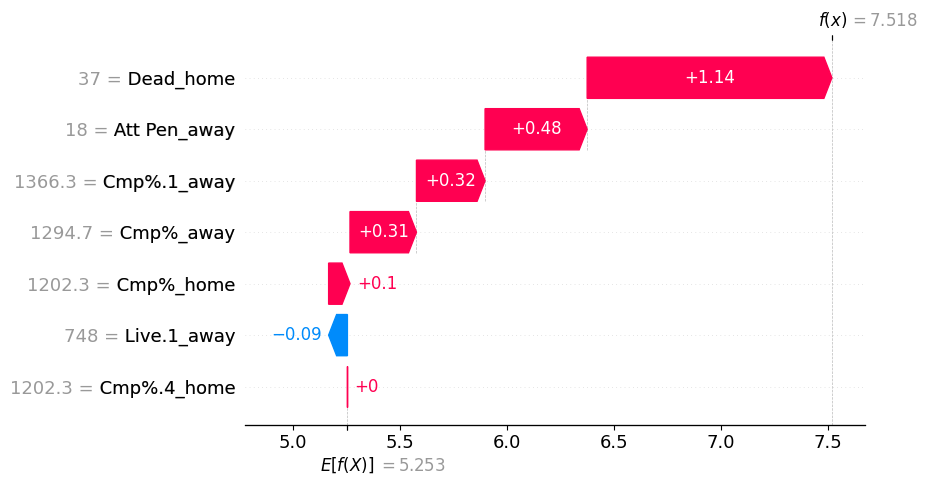 f(x) = 7.518
37 = Dead_home
+1.14
18 = Att Pen_away
+0.48
1366.3 = Cmp%.1_away
+0.32
1294.7 = Cmp%_away
+0.31
1202.3 = Cmp%_home
+0.1
748 = Live.1_away
−0.09
1202.3 = Cmp%.4_home
+0
5.0 5.5 6.0 6.5 7.0 7.5
E[f(X)] = 5.253